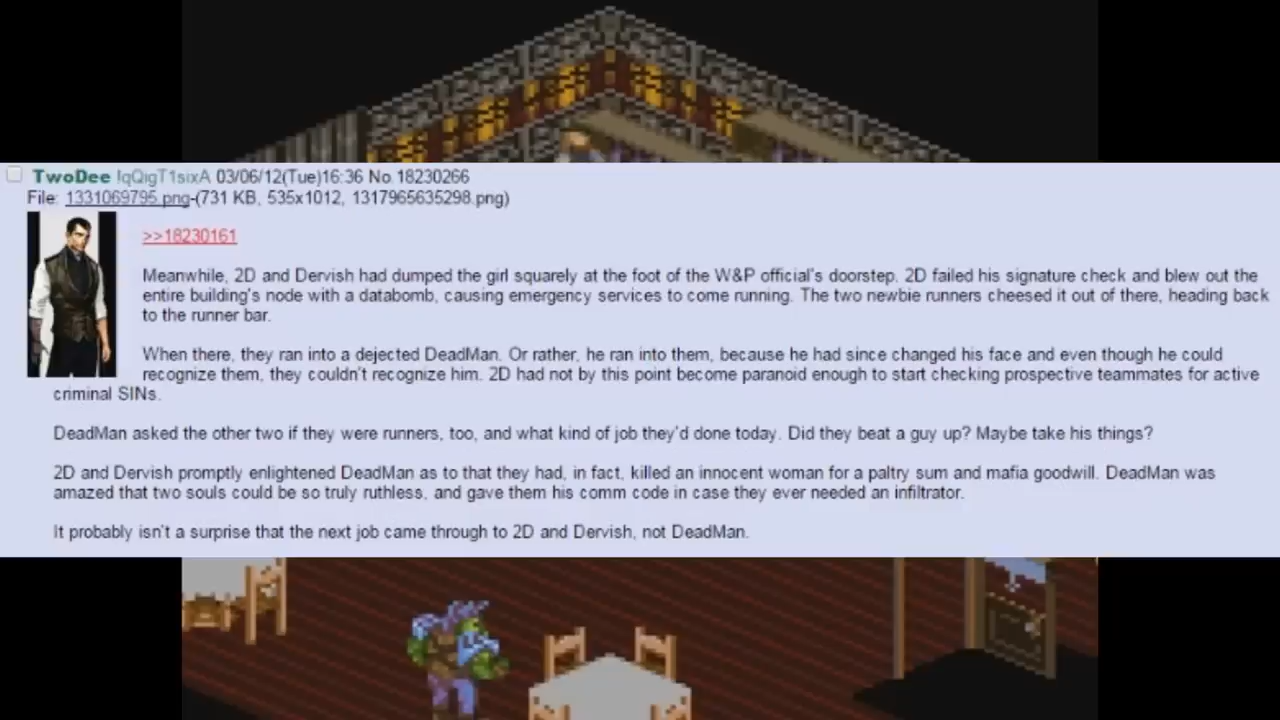 TwoDee !qQigT1sixA 03/06/12(Tue)16:36 No.18230266
File: 1331069795.png-(731 KB, 535x1012, 1317965635298.png)
>>18230161
Meanwhile, 2D and Dervish had dumped the girl squarely at the foot of the W&P official's doorstep. 2D failed his signature check and blew out the
entire building's node with a databomb, causing emergency services to come running. The two newbie runners cheesed it out of there, heading back
to the runner bar.
When there, they ran into a dejected DeadMan. Or rather, he ran into them, because he had since changed his face and even though he could
recognize them, they couldn't recognize him. 2D had not by this point become paranoid enough to start checking prospective teammates for active
criminal SINs.
DeadMan asked the other two if they were runners, too, and what kind of job they'd done today. Did they beat a guy up? Maybe take his things?
2D and Dervish promptly enlightened DeadMan as to that they had, in fact, killed an innocent woman for a paltry sum and mafia goodwill. DeadMan was
amazed that two souls could be so truly ruthless, and gave them his comm code in case they ever needed an infiltrator.
It probably isn't a surprise that the next job came through to 2D and Dervish, not DeadMan.